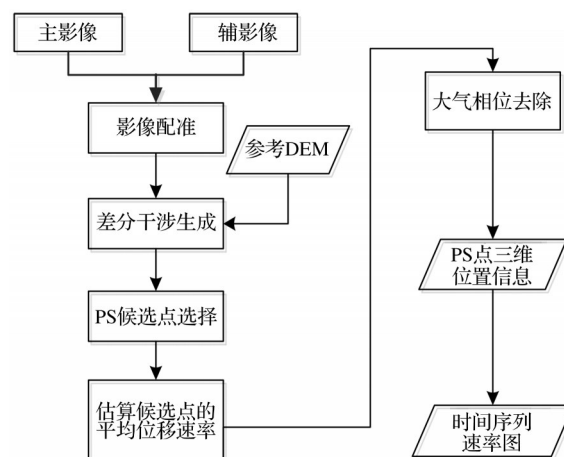 主影像
辅影像
影像配准
参考DEM
差分干涉生成
PS候选点选择
估算候选点的
平均位移速率
大气相位去除
PS点三维
位置信息
时间序列
速率图